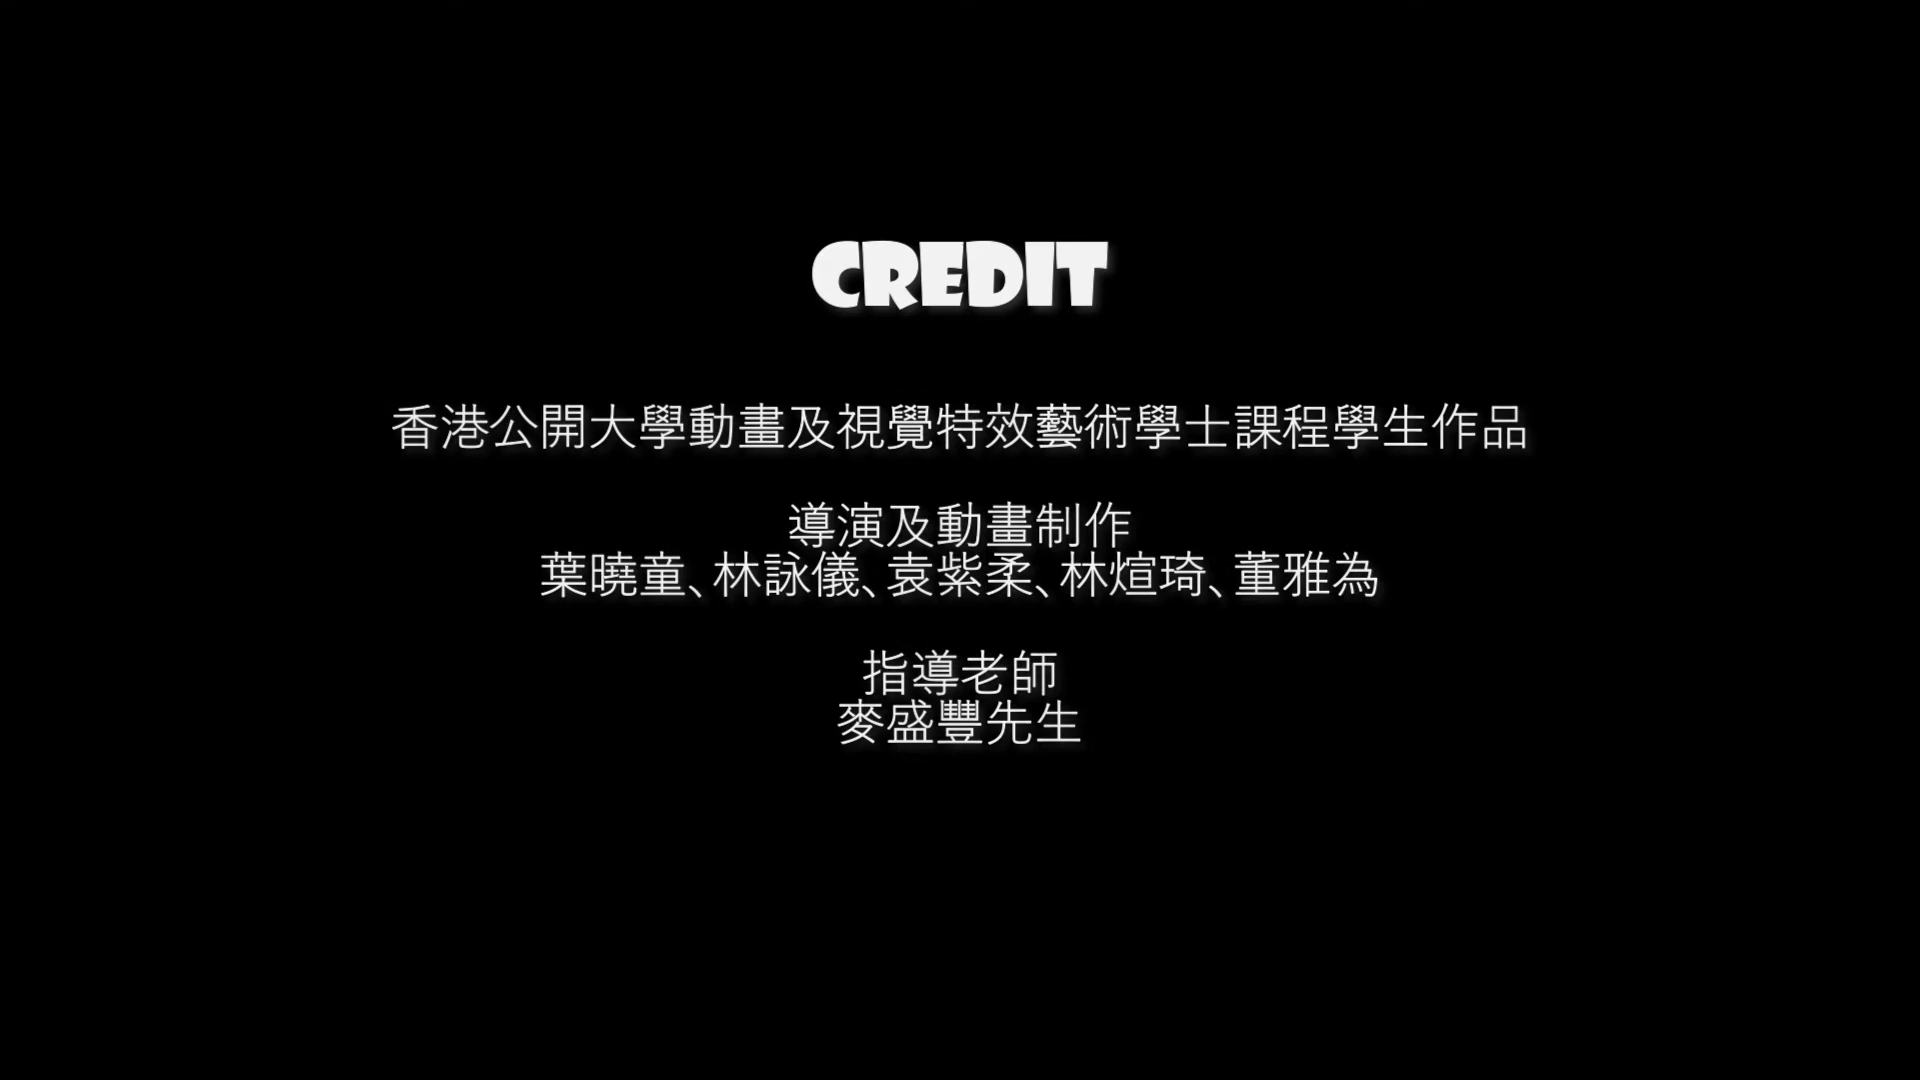 CREDIT
香港公開大學動畫及視覺特效藝術學士課程學生作品
導演及動畫制作
葉曉童、林詠儀、袁紫柔、林煊琦、董雅為
指導老師
麥盛豐先生